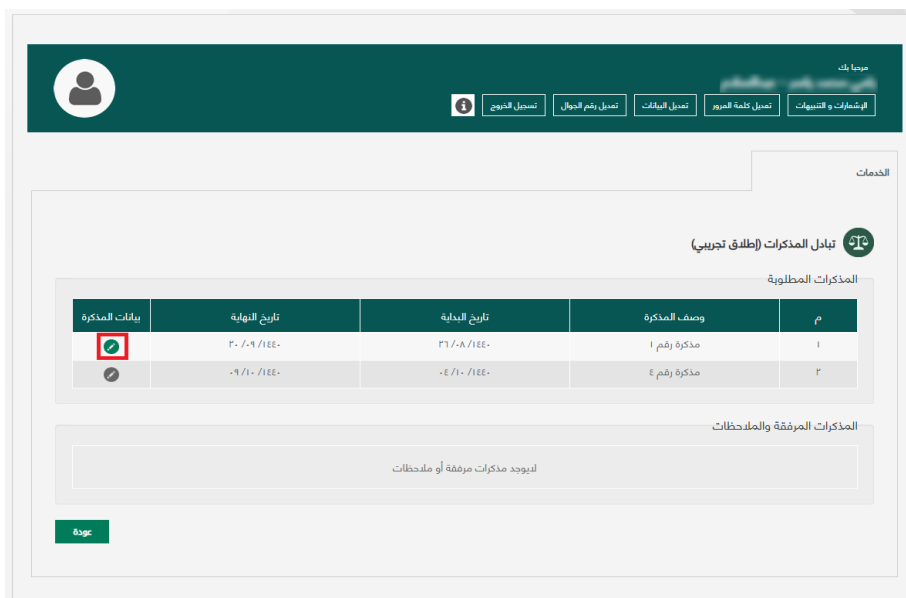 مرحبا بك
الإشعارات و التنبيهات تعديل كلمة المرور تعديل البيانات تعديل رقم الجوال تسجيل الخروج
الخدمات
تبادل المذكرات (إطلاق تجريبي)
المذكرات المطلوبة
م وصف المذكرة تاريخ البداية تاريخ النهاية بيانات المذكرة
١ مذكرة رقم ١ ١٤٤٠/٠٨/٢٦ ١٤٤٠/٠٩/٢٠
٢ مذكرة رقم ٤ ١٤٤٠/١٠/٠٤ ١٤٤٠/١٠/٠٩
المذكرات المرفقة والملاحظات
لايوجد مذكرات مرفقة أو ملاحظات
عودة